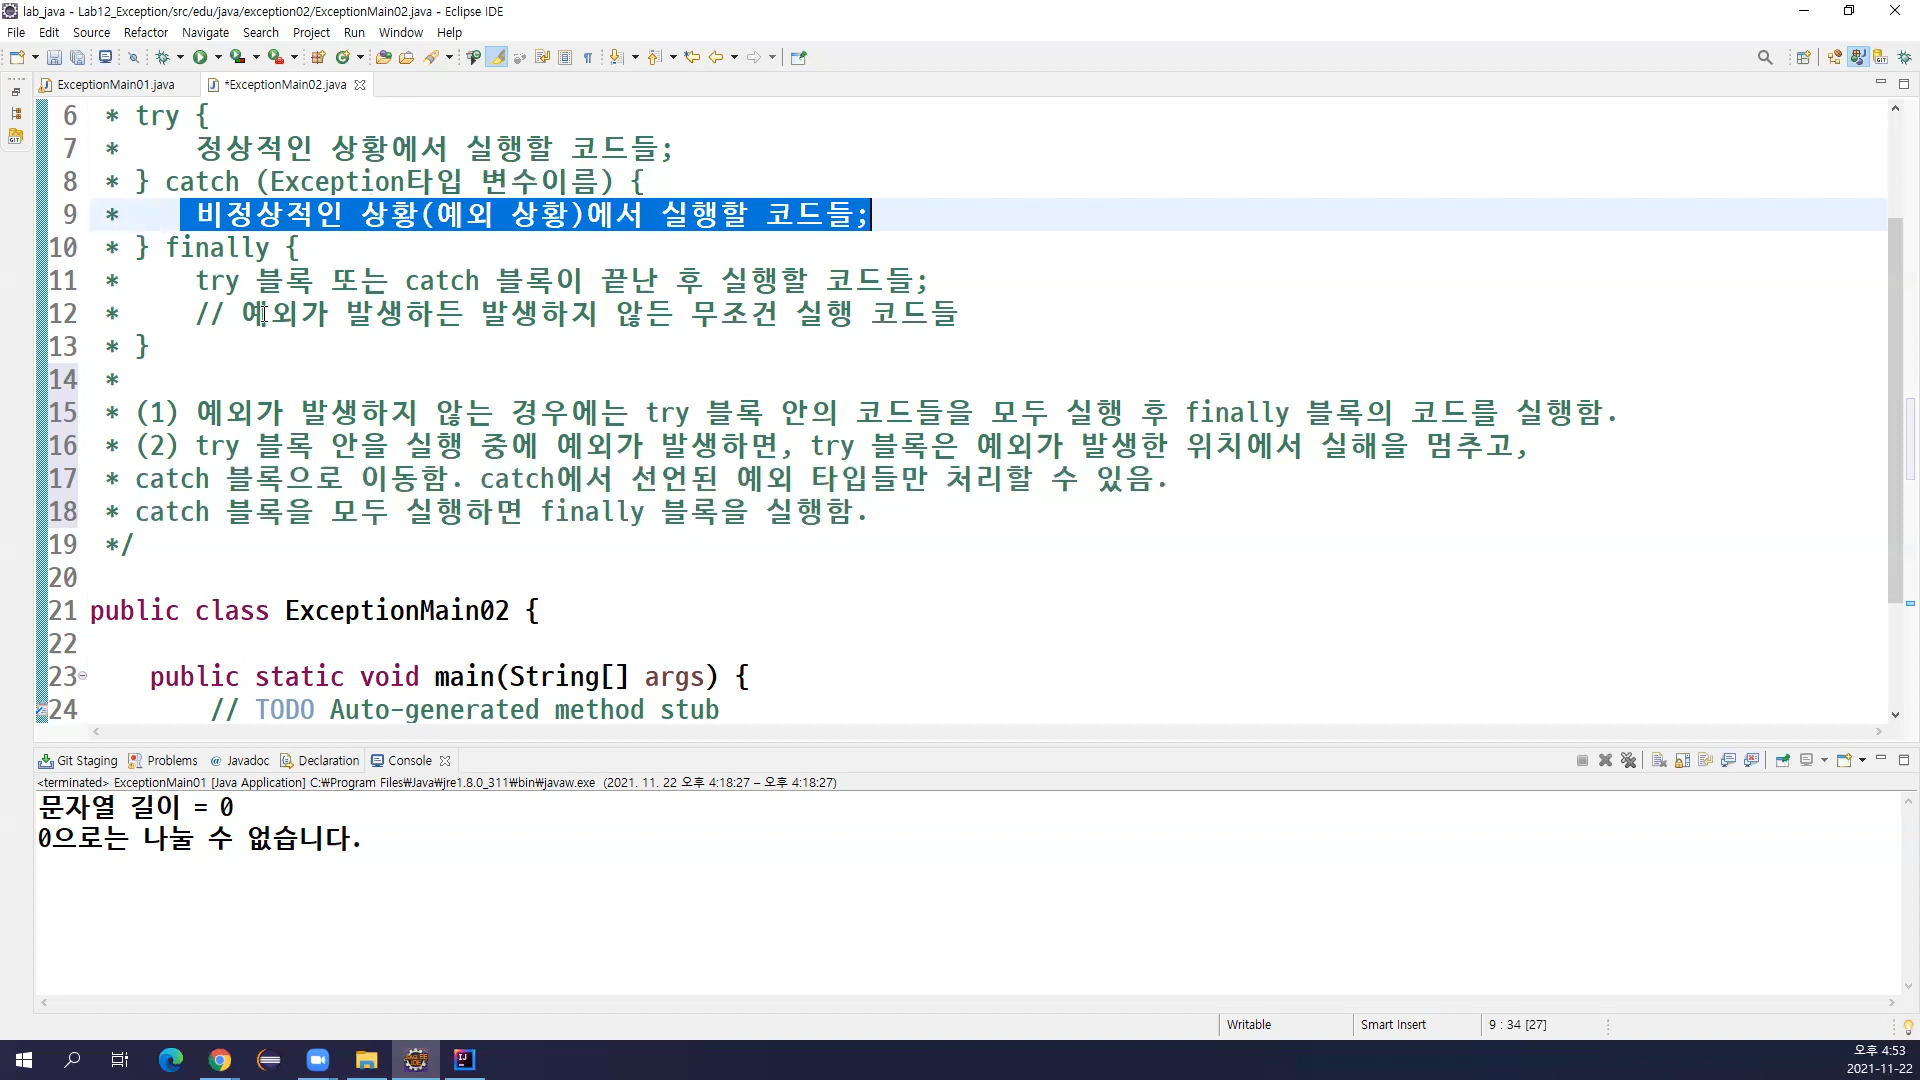 lab_java - Lab12_Exception/src/edu/java/exception02/ExceptionMain02.java - Eclipse IDE
File Edit Source Refactor Navigate Search Project Run Window Help
ExceptionMain01.java *ExceptionMain02.java
6 * try {
7 * 정상적인 상황에서 실행할 코드들;
8 * } catch (Exception타입 변수이름) {
9 * 비정상적인 상황(예외 상황)에서 실행할 코드들;
10 * } finally {
11 * try 블록 또는 catch 블록이 끝난 후 실행할 코드들;
12 * // 예외가 발생하든 발생하지 않든 무조건 실행 코드들
13 * }
14 *
15 * (1) 예외가 발생하지 않는 경우에는 try 블록 안의 코드들을 모두 실행 후 finally 블록의 코드를 실행함.
16 * (2) try 블록 안을 실행 중에 예외가 발생하면, try 블록은 예외가 발생한 위치에서 실해을 멈추고,
17 * catch 블록으로 이동함. catch에서 선언된 예외 타입들만 처리할 수 있음.
18 * catch 블록을 모두 실행하면 finally 블록을 실행함.
19 */
20
21 public class ExceptionMain02 {
22
23 public static void main(String[] args) {
24 // TODO Auto-generated method stub
Git Staging Problems @ Javadoc Declaration Console
<terminated> ExceptionMain01 [Java Application] C:₩Program Files₩Java₩jre1.8.0_311₩bin₩javaw.exe (2021. 11. 22 오후 4:18:27 – 오후 4:18:27)
문자열 길이 = 0
0으로는 나눌 수 없습니다.
Writable Smart Insert 9 : 34 [27]
오후 4:53
2021-11-22